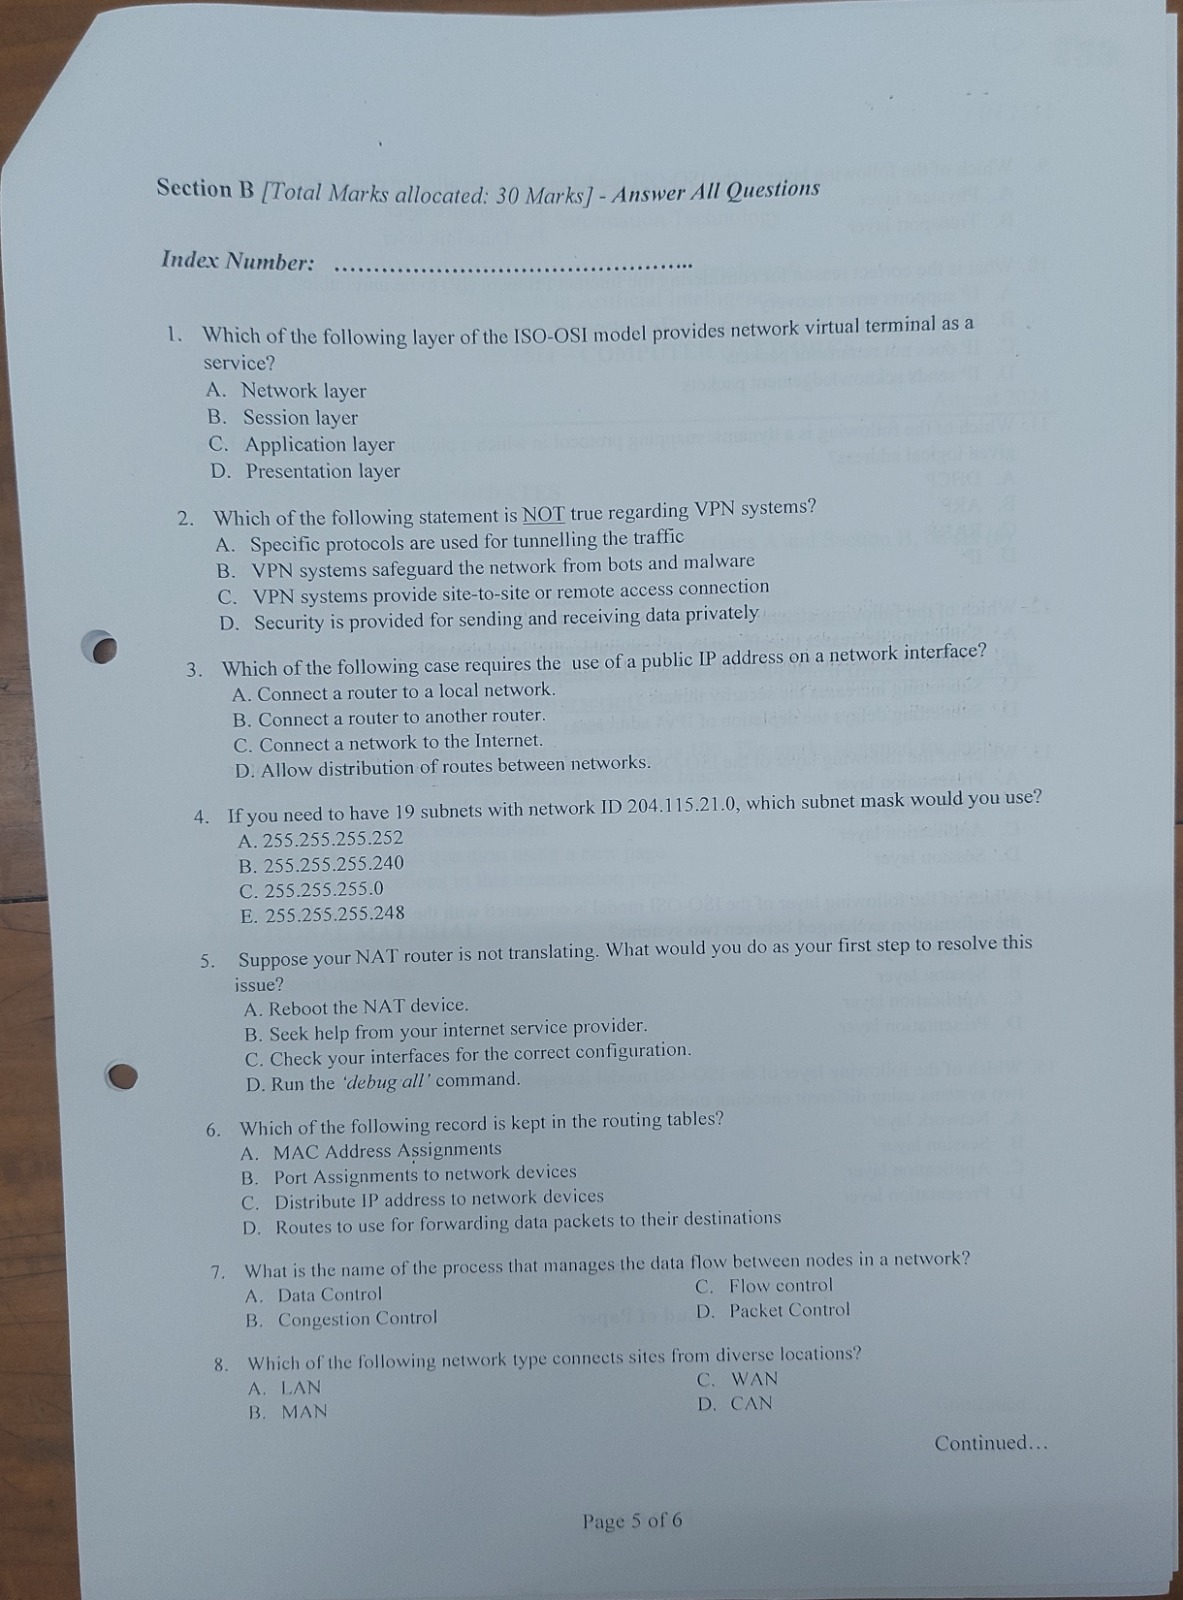 Section B [Total Marks allocated: 30 Marks] - Answer All Questions
Index Number: ................................................
1. Which of the following layer of the ISO-OSI model provides network virtual terminal as a
service?
A. Network layer
B. Session layer
C. Application layer
D. Presentation layer
2. Which of the following statement is NOT true regarding VPN systems?
A. Specific protocols are used for tunnelling the traffic
B. VPN systems safeguard the network from bots and malware
C. VPN systems provide site-to-site or remote access connection
D. Security is provided for sending and receiving data privately
3. Which of the following case requires the use of a public IP address on a network interface?
A. Connect a router to a local network.
B. Connect a router to another router.
C. Connect a network to the Internet.
D. Allow distribution of routes between networks.
4. If you need to have 19 subnets with network ID 204.115.21.0, which subnet mask would you use?
A. 255.255.255.252
B. 255.255.255.240
C. 255.255.255.0
E. 255.255.255.248
5. Suppose your NAT router is not translating. What would you do as your first step to resolve this
issue?
A. Reboot the NAT device.
B. Seek help from your internet service provider.
C. Check your interfaces for the correct configuration.
D. Run the 'debug all' command.
6. Which of the following record is kept in the routing tables?
A. MAC Address Assignments
B. Port Assignments to network devices
C. Distribute IP address to network devices
D. Routes to use for forwarding data packets to their destinations
7. What is the name of the process that manages the data flow between nodes in a network?
A. Data Control C. Flow control
B. Congestion Control D. Packet Control
8. Which of the following network type connects sites from diverse locations?
A. LAN C. WAN
B. MAN D. CAN
Continued...
Page 5 of 6